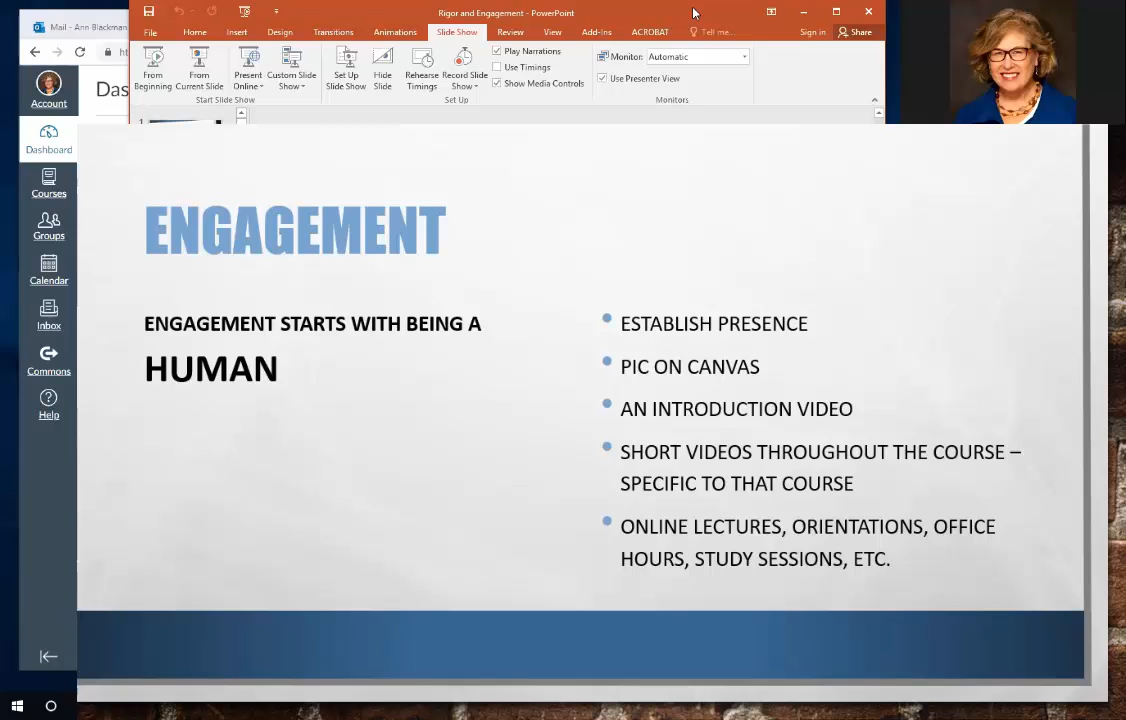 Mail - Ann Blackman
Rigor and Engagement - PowerPoint
File Home Insert Design Transitions Animations Slide Show Review View Add-Ins ACROBAT Tell me... Sign in Share
Account
Das
From Beginning
From Current Slide
Present Online
Custom Slide Show
Start Slide Show
Set Up Slide Show
Hide Slide
Rehearse Timings
Record Slide Show
Play Narrations
Use Timings
Show Media Controls
Set Up
Monitor: Automatic
Use Presenter View
Monitors
1
Dashboard
Courses
Groups
Calendar
Inbox
Commons
Help
ENGAGEMENT
ENGAGEMENT STARTS WITH BEING A
HUMAN
• ESTABLISH PRESENCE
• PIC ON CANVAS
• AN INTRODUCTION VIDEO
• SHORT VIDEOS THROUGHOUT THE COURSE –
SPECIFIC TO THAT COURSE
• ONLINE LECTURES, ORIENTATIONS, OFFICE
HOURS, STUDY SESSIONS, ETC.